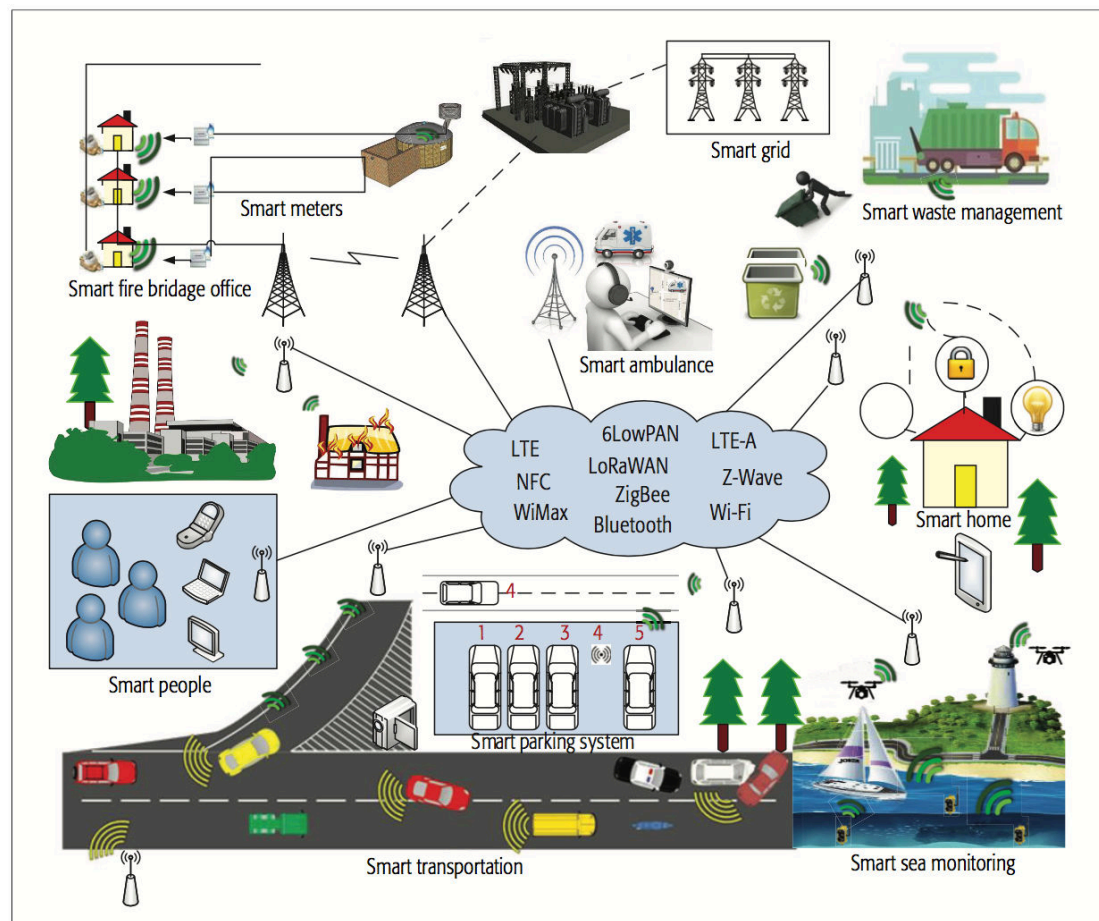 Smart grid
Smart waste management
Smart meters
Smart fire bridage office
Smart ambulance
LTE
6LowPAN
LTE-A
NFC
LoRaWAN
Z-Wave
ZigBee
WiMax
Bluetooth
Wi-Fi
Smart home
4
1 2 3 4 5
Smart people
Smart parking system
Smart transportation
Smart sea monitoring